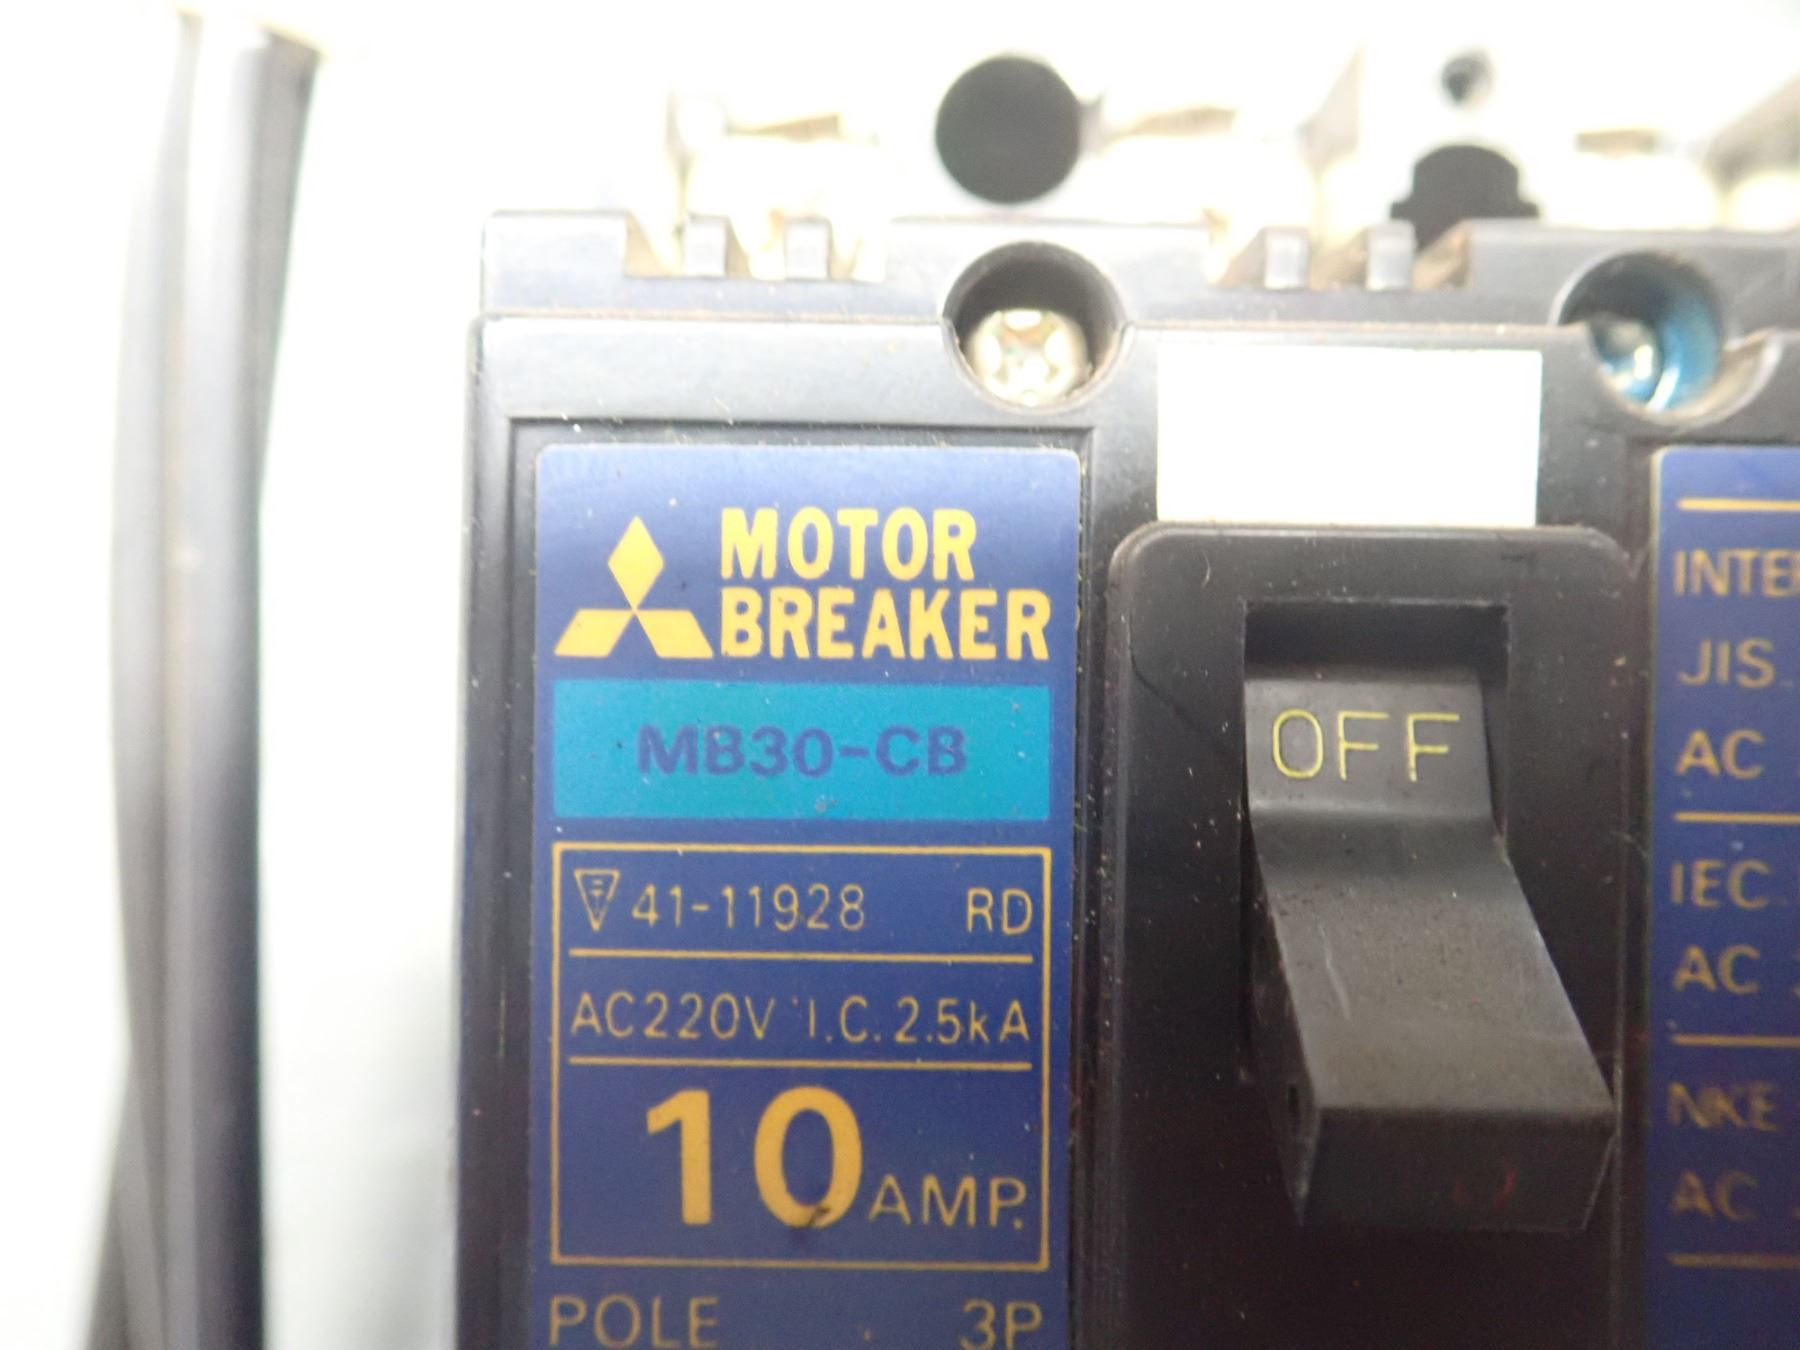 MOTOR
BREAKER
MB30-CB
41-11928 RD
AC220V I.C. 2.5kA
10 AMP.
POLE 3P
OFF
JIS
AC
IEC
AC
NKE
AC